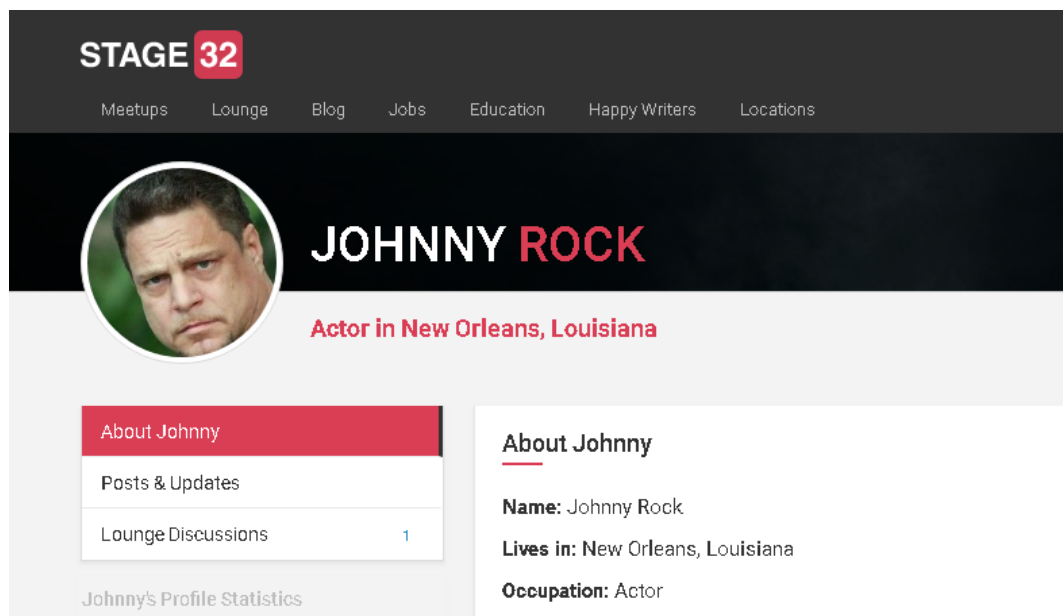 STAGE 32
Meetups Lounge Blog Jobs Education Happy Writers Locations
JOHNNY ROCK
Actor in New Orleans, Louisiana
About Johnny
Posts & Updates
Lounge Discussions 1
Johnny's Profile Statistics
About Johnny
Name: Johnny Rock
Lives in: New Orleans, Louisiana
Occupation: Actor